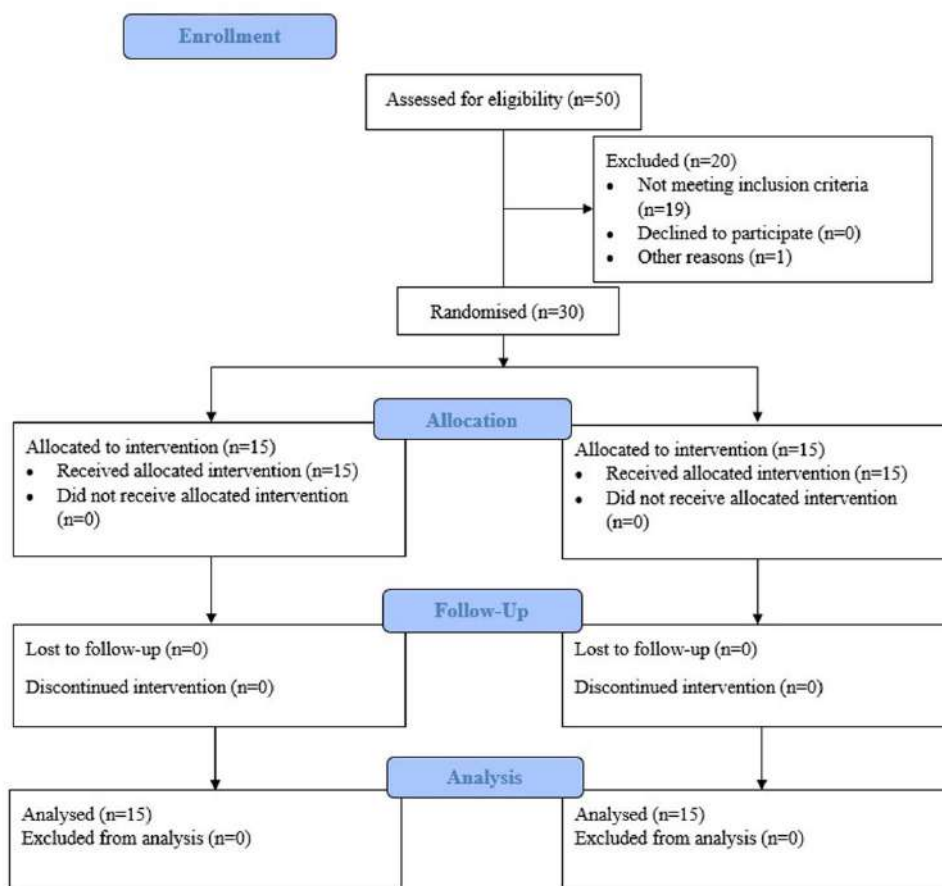 Enrollment
Assessed for eligibility (n=50)
Excluded (n=20)
• Not meeting inclusion criteria
(n=19)
• Declined to participate (n=0)
• Other reasons (n=1)
Randomised (n=30)
Allocation
Allocated to intervention (n=15)
• Received allocated intervention (n=15)
• Did not receive allocated intervention
(n=0)
Allocated to intervention (n=15)
• Received allocated intervention (n=15)
• Did not receive allocated intervention
(n=0)
Follow-Up
Lost to follow-up (n=0)
Discontinued intervention (n=0)
Lost to follow-up (n=0)
Discontinued intervention (n=0)
Analysis
Analysed (n=15)
Excluded from analysis (n=0)
Analysed (n=15)
Excluded from analysis (n=0)